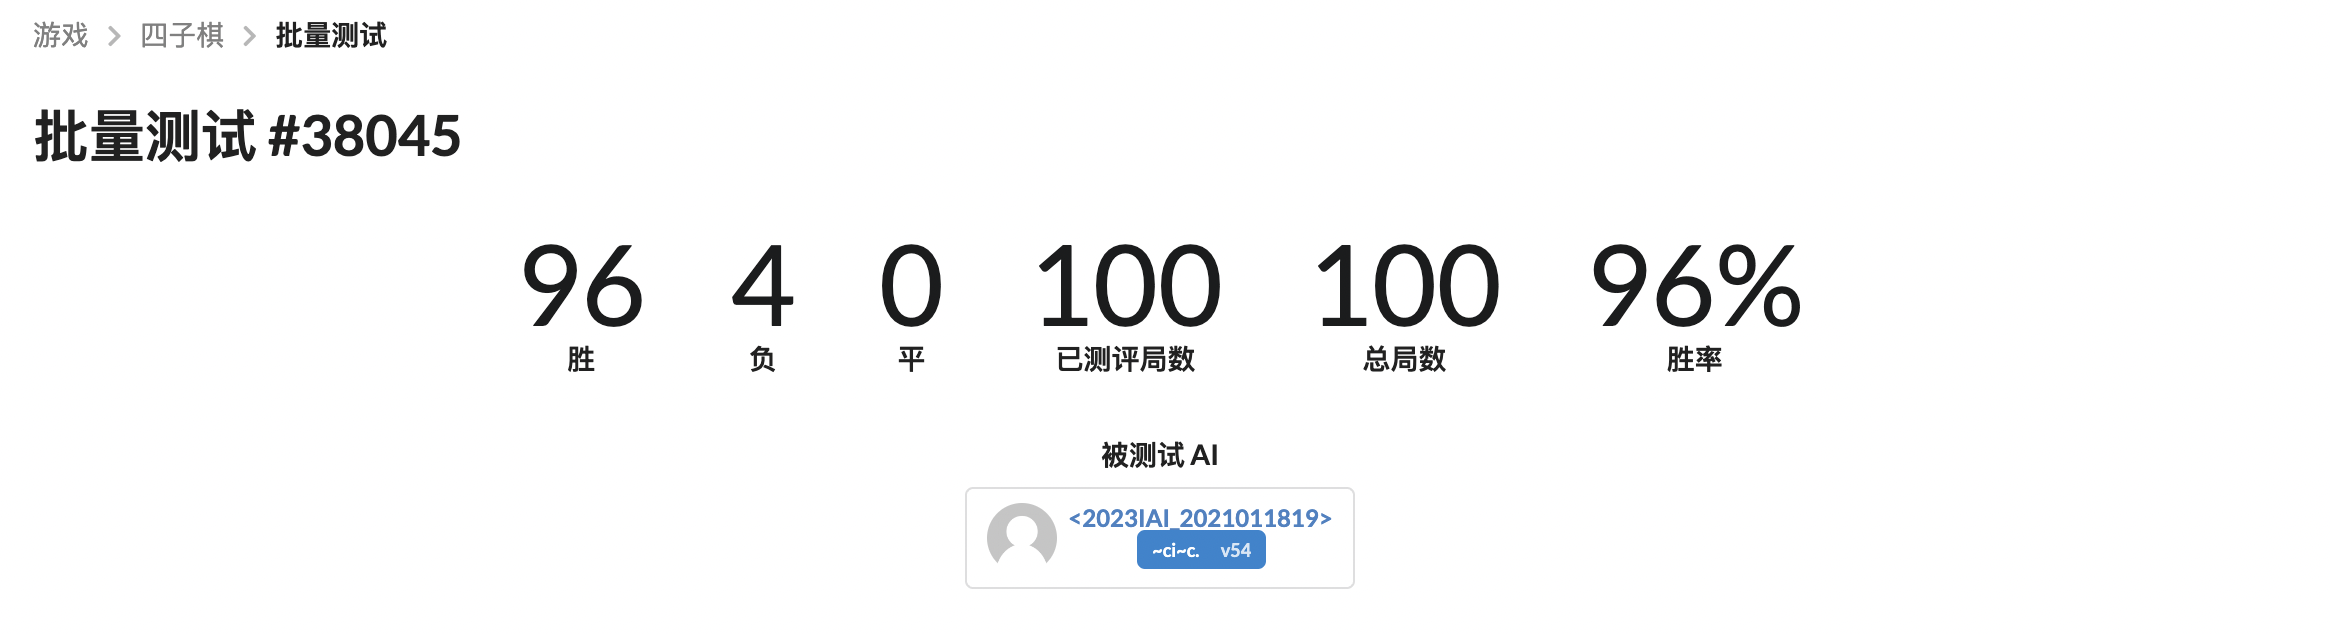 游戏 > 四子棋 > 批量测试
批量测试 #38045
96 4 0 100 100 96%
胜 负 平 已测评局数 总局数 胜率
被测试 AI
<2023IAI_2021011819>
~ci~c. v54